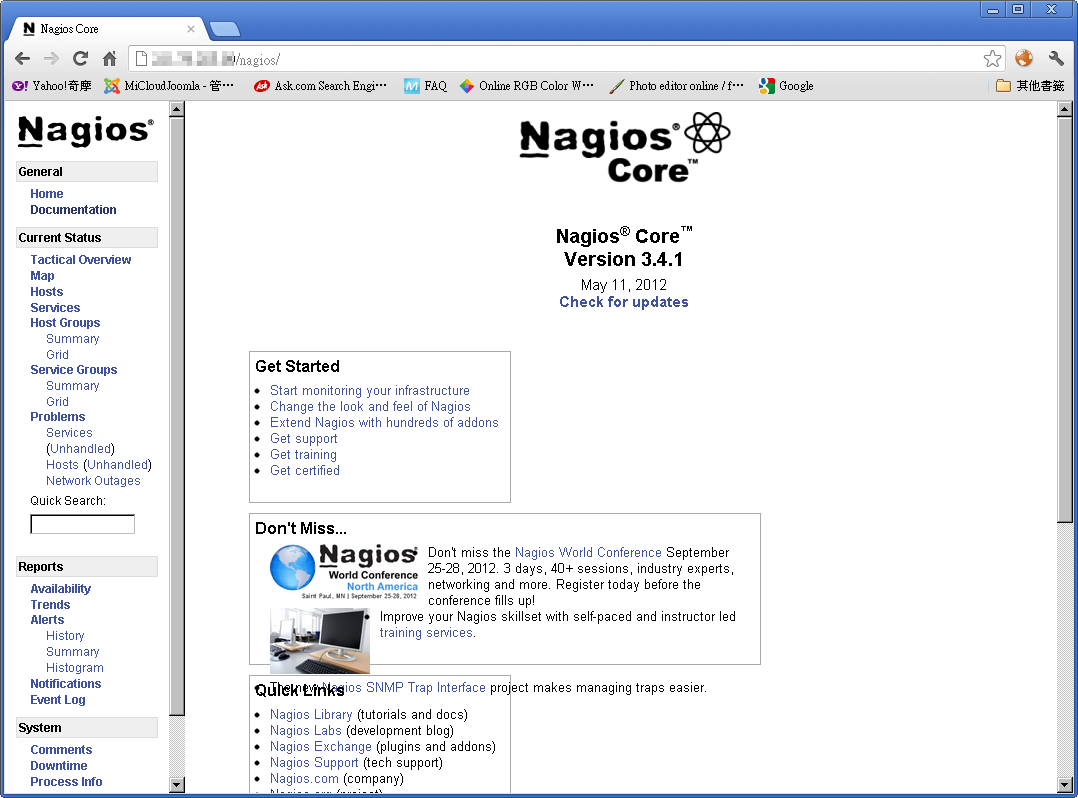 Nagios Core
/nagios/
Yahoo!奇摩 MiCloudJoomla - 管⋯ Ask.com Search Engi⋯ FAQ Online RGB Color W⋯ Photo editor online / f⋯ Google 其他書籤
Nagios®
General
Home
Documentation
Current Status
Tactical Overview
Map
Hosts
Services
Host Groups
Summary
Grid
Service Groups
Summary
Grid
Problems
Services
(Unhandled)
Hosts (Unhandled)
Network Outages
Quick Search:
Reports
Availability
Trends
Alerts
History
Summary
Histogram
Notifications
Event Log
System
Comments
Downtime
Process Info
Nagios®
Core™
Nagios® Core™
Version 3.4.1
May 11, 2012
Check for updates
Get Started
• Start monitoring your infrastructure
• Change the look and feel of Nagios
• Extend Nagios with hundreds of addons
• Get support
• Get training
• Get certified
Don't Miss...
Nagios®
World Conference
North America
Saint Paul, MN | September 25-28, 2012
Don't miss the Nagios World Conference September
25-28, 2012. 3 days, 40+ sessions, industry experts,
networking and more. Register today before the
conference fills up!
• Improve your Nagios skillset with self-paced and instructor led
training services.
• The new Nagios SNMP Trap Interface project makes managing traps easier.
Quick Links
• Nagios Library (tutorials and docs)
• Nagios Labs (development blog)
• Nagios Exchange (plugins and addons)
• Nagios Support (tech support)
• Nagios.com (company)
• Nagios.org (project)